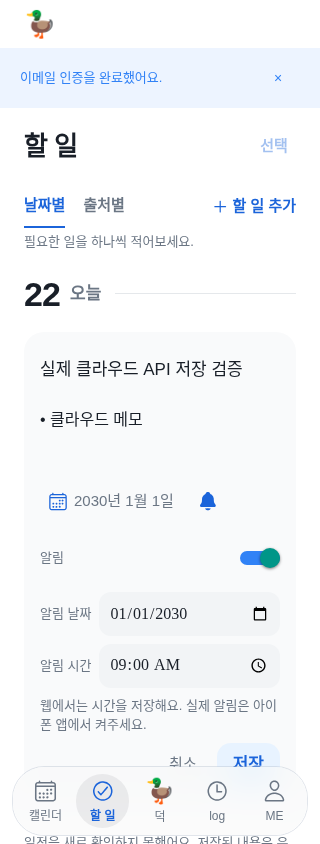 이메일 인증을 완료했어요. ×
할 일 선택
날짜별 출처별 + 할 일 추가
필요한 일을 하나씩 적어보세요.
22 오늘
실제 클라우드 API 저장 검증
• 클라우드 메모
2030년 1월 1일
알림
알림 날짜 01/01/2030
알림 시간 09:00 AM
웹에서는 시간을 저장해요. 실제 알림은 아이
폰 앱에서 켜주세요.
취소 저장
캘린더 할 일 덕 log ME